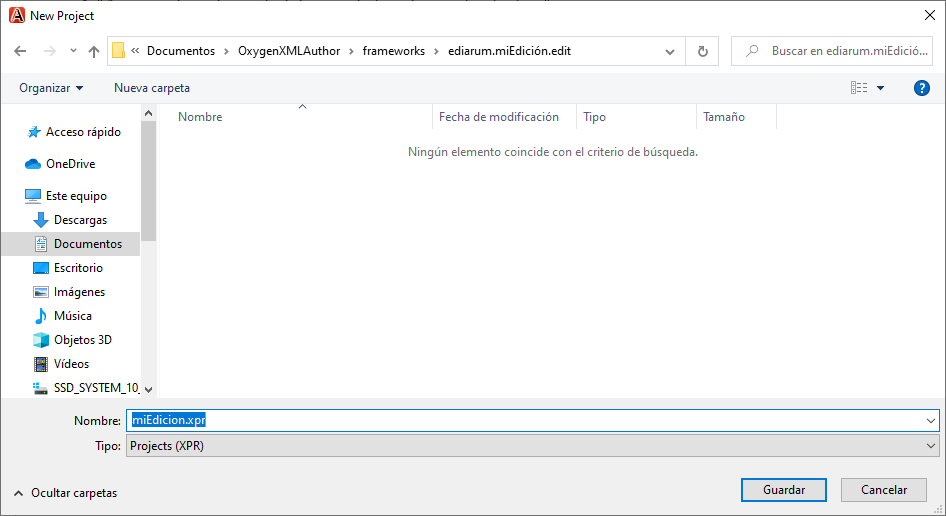 New Project
« Documentos > OxygenXMLAuthor > frameworks > ediarum.miEdición.edit
Buscar en ediarum.miEdició...
Organizar
Nueva carpeta
Nombre
Fecha de modificación
Tipo
Tamaño
Ningún elemento coincide con el criterio de búsqueda.
Acceso rápido
OneDrive
Este equipo
Descargas
Documentos
Escritorio
Imágenes
Música
Objetos 3D
Vídeos
SSD_SYSTEM_10_
Nombre: miEdicion.xpr
Tipo: Projects (XPR)
Ocultar carpetas
Guardar
Cancelar